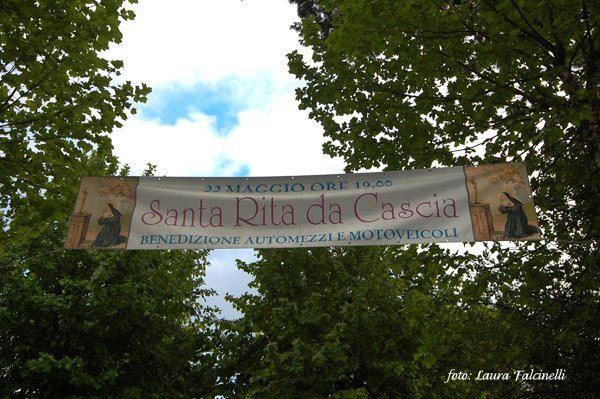 22 MAGGIO ORE 19,00
Santa Rita da Cascia
BENEDIZIONE AUTOMEZZI E MOTOVEICOLI
foto: Laura Falcinelli